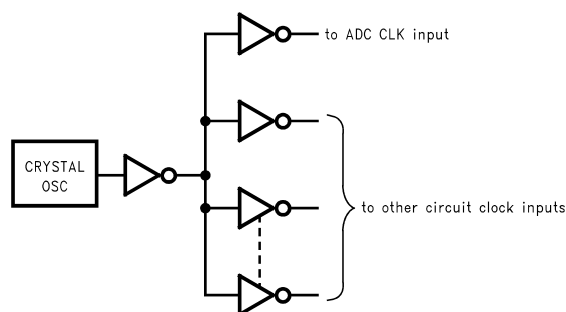 to ADC CLK input
CRYSTAL
OSC
to other circuit clock inputs